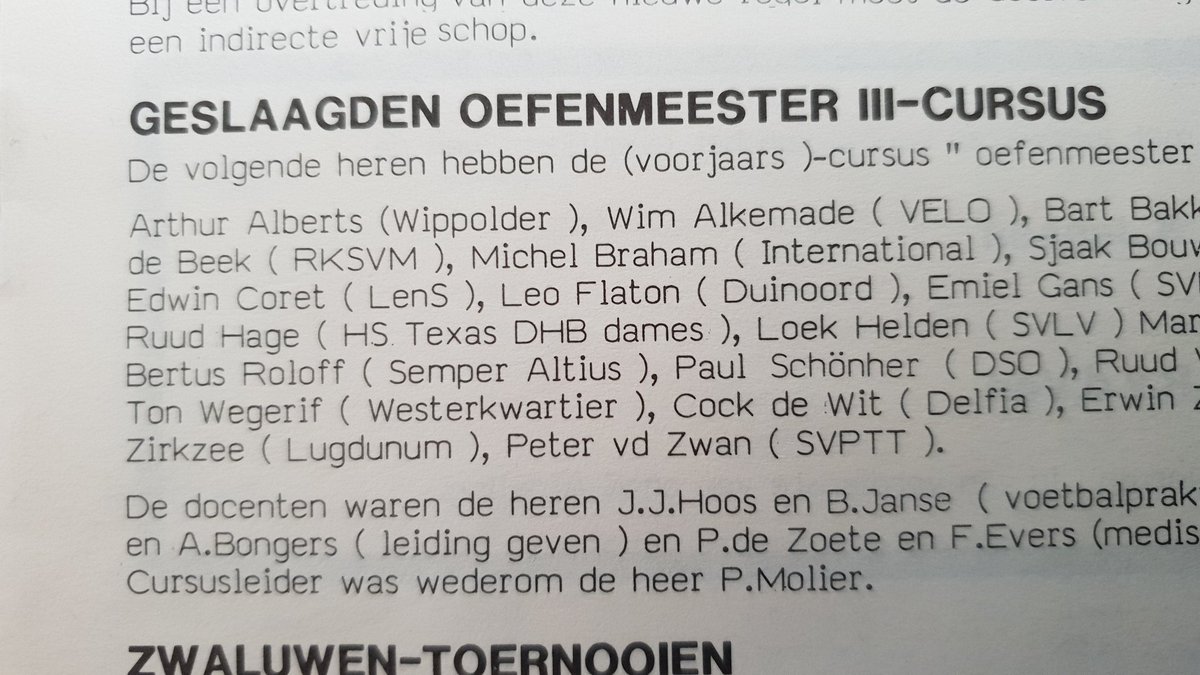 een indirecte vrije schop.
GESLAAGDEN OEFENMEESTER III-CURSUS
De volgende heren hebben de (voorjaars )-cursus " oefenmeester
Arthur Alberts (Wippolder ), Wim Alkemade ( VELO ), Bart
de Beek ( RKSVM ), Michel Braham ( International ), Sjaak
Edwin Coret ( LenS ), Leo Flaton ( Duinoord ), Emiel Gans (
Ruud Hage ( HS Texas DHB dames ), Loek Helden ( SVLV )
Bertus Roloff ( Semper Altius ), Paul Schönher ( DSO ), Ruud
Ton Wegerif ( Westerkwartier ), Cock de Wit ( Delfia ), Erwin
Zirkzee ( Lugdunum ), Peter vd Zwan ( SVPTT ).
De docenten waren de heren J.J.Hoos en B.Janse (
en A.Bongers ( leiding geven ) en P.de Zoete en F.Evers
Cursusleider was wederom de heer P.Molier.
ZWALUWEN-TOERNOOIEN